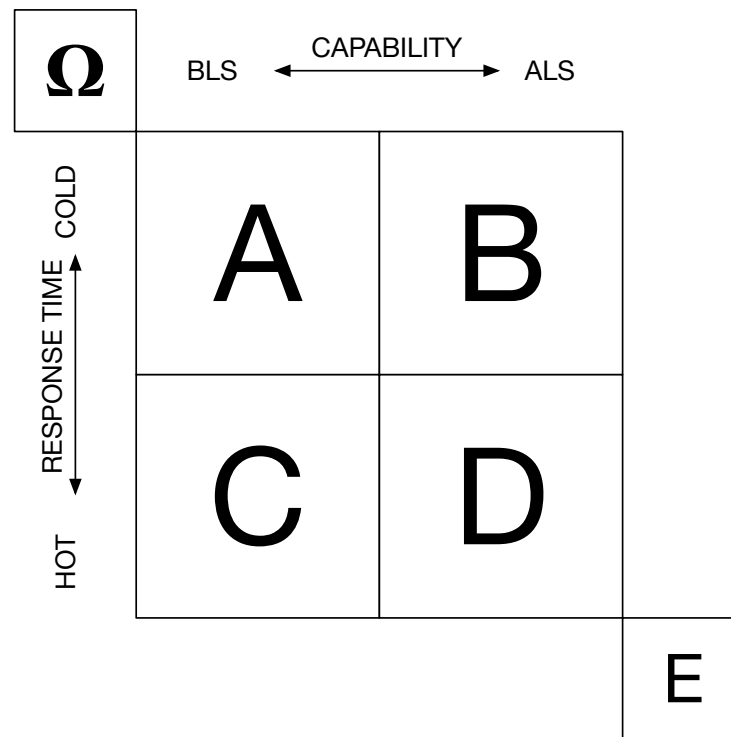 Ω
CAPABILITY
BLS
ALS
COLD
RESPONSE TIME
HOT
A
B
C
D
E